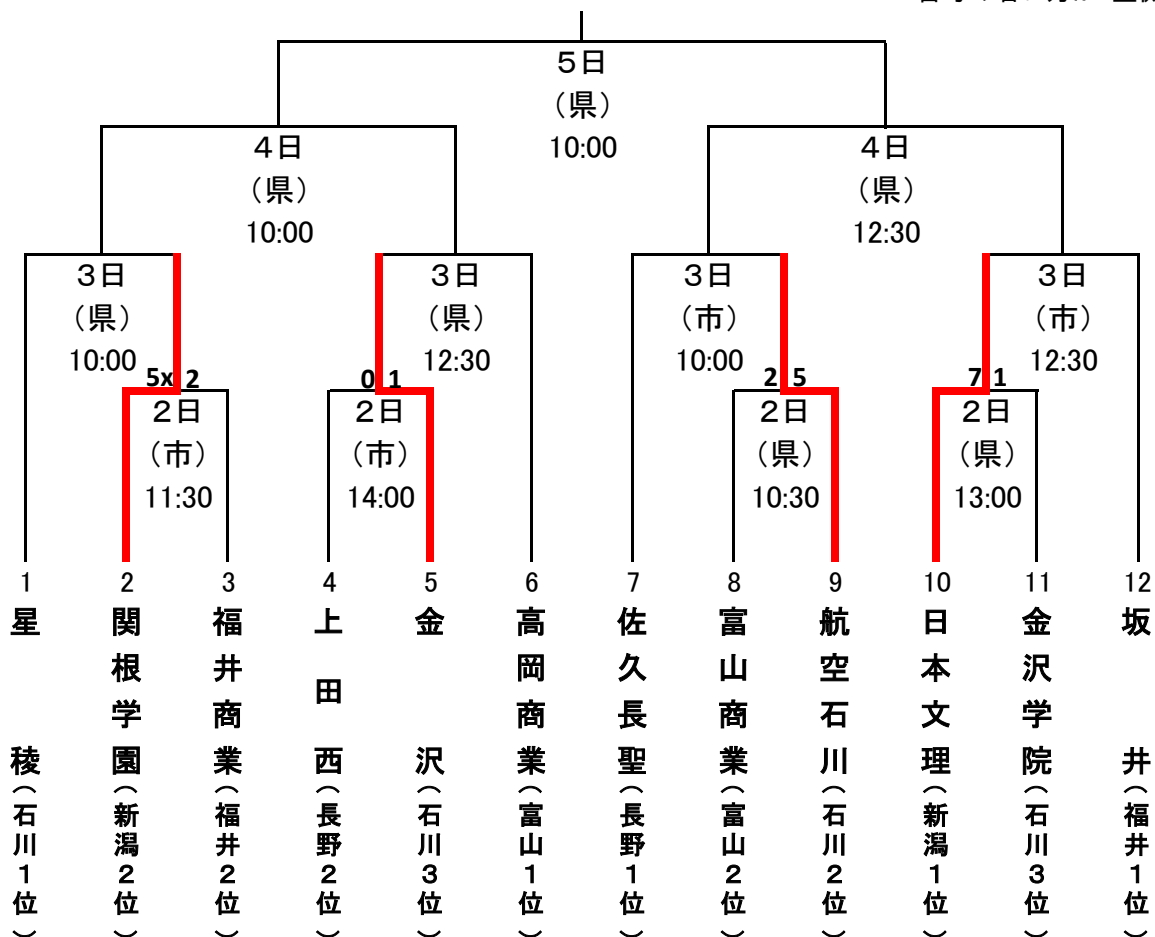 5日
（県）
10:00
4日
（県）
10:00
4日
（県）
12:30
3日
（県）
10:00
3日
（県）
12:30
3日
（市）
10:00
3日
（市）
12:30
5x 2
0 1
2 5
7 1
2日
（市）
11:30
2日
（市）
14:00
2日
（県）
10:30
2日
（県）
13:00
1
2
3
4
5
6
7
8
9
10
11
12
星稜（石川1位）
関根学園（新潟2位）
福井商業（福井2位）
上田西（長野2位）
金沢（石川3位）
高岡商業（富山1位）
佐久長聖（長野1位）
富山商業（富山2位）
航空石川（石川2位）
日本文理（新潟1位）
金沢学院（石川3位）
坂井（福井1位）